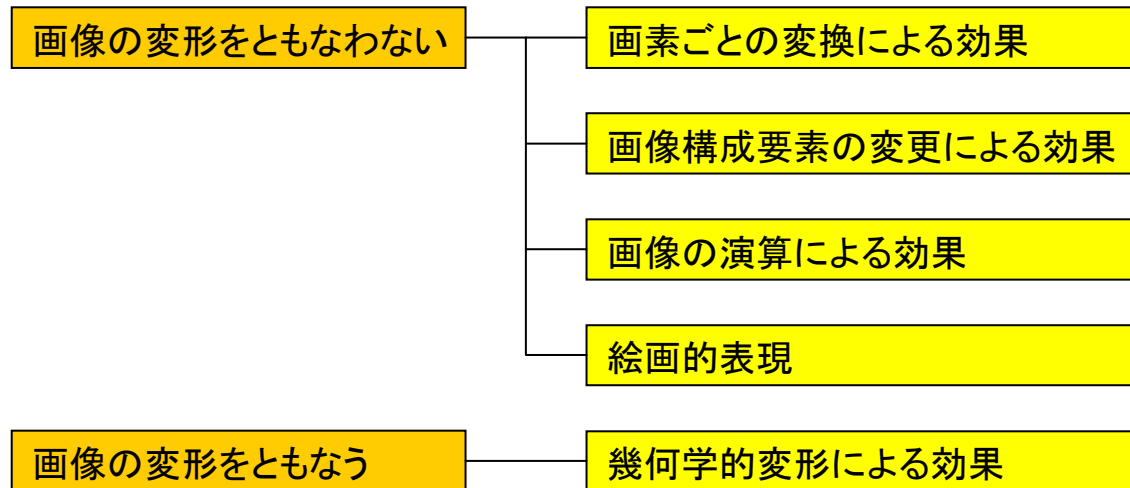 画像の変形をともなわない
画素ごとの変換による効果
画像構成要素の変更による効果
画像の演算による効果
絵画的表現
画像の変形をともなう
幾何学的変形による効果